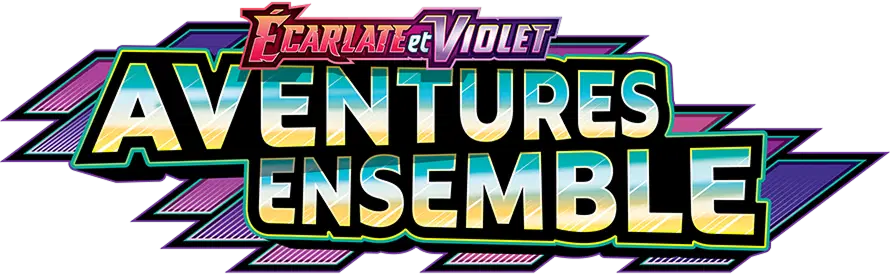 ÉCARLATE et VIOLET
AVENTURES
ENSEMBLE